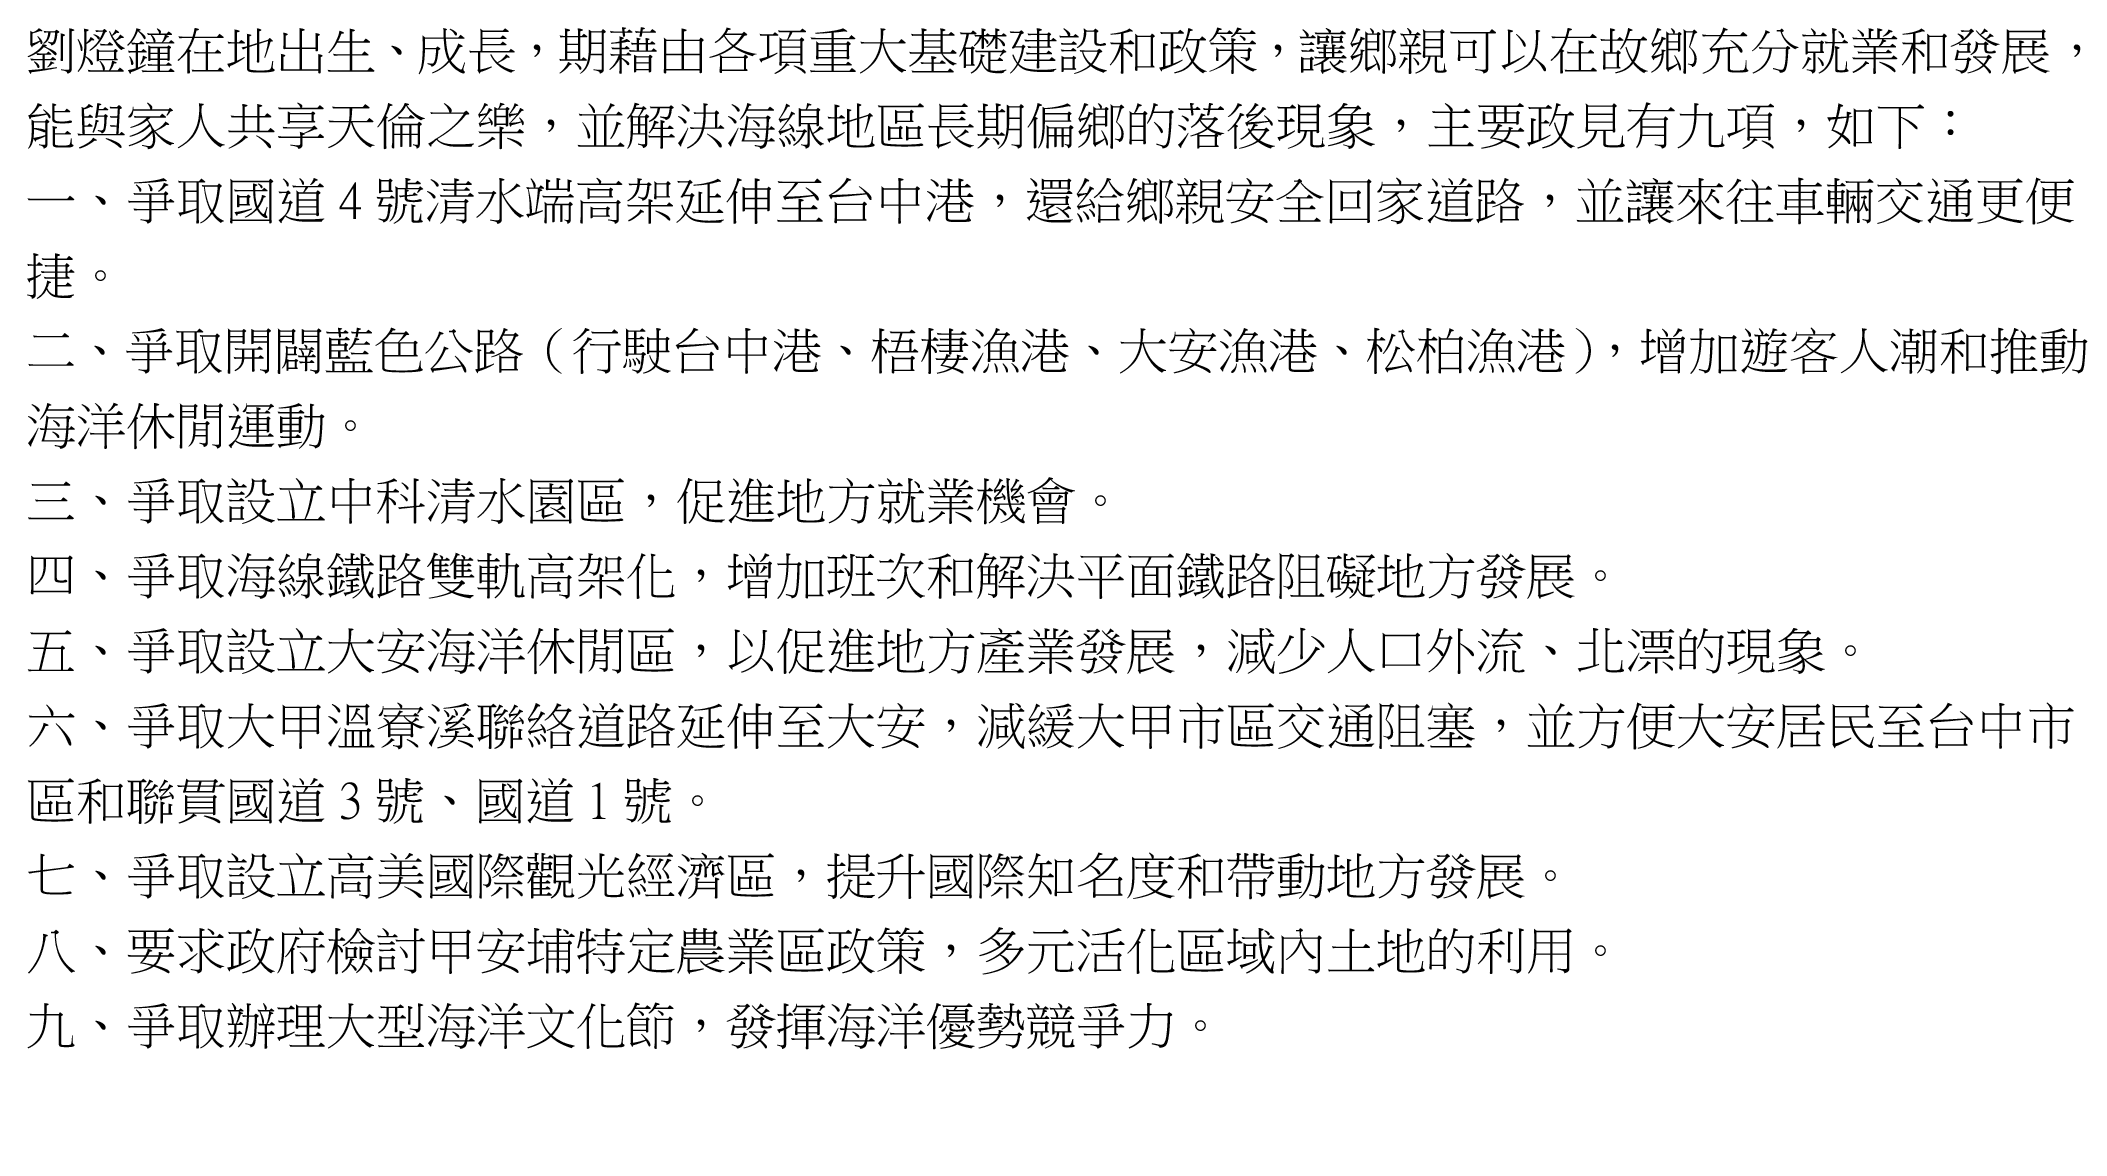 劉燈鐘在地出生、成長，期藉由各項重大基礎建設和政策，讓鄉親可以在故鄉充分就業和發展，
能與家人共享天倫之樂，並解決海線地區長期偏鄉的落後現象，主要政見有九項，如下：
一、爭取國道 4 號清水端高架延伸至台中港，還給鄉親安全回家道路，並讓來往車輛交通更便
捷。
二、爭取開闢藍色公路（行駛台中港、梧棲漁港、大安漁港、松柏漁港），增加遊客人潮和推動
海洋休閒運動。
三、爭取設立中科清水園區，促進地方就業機會。
四、爭取海線鐵路雙軌高架化，增加班次和解決平面鐵路阻礙地方發展。
五、爭取設立大安海洋休閒區，以促進地方產業發展，減少人口外流、北漂的現象。
六、爭取大甲溫寮溪聯絡道路延伸至大安，減緩大甲市區交通阻塞，並方便大安居民至台中市
區和聯貫國道 3 號、國道 1 號。
七、爭取設立高美國際觀光經濟區，提升國際知名度和帶動地方發展。
八、要求政府檢討甲安埔特定農業區政策，多元活化區域內土地的利用。
九、爭取辦理大型海洋文化節，發揮海洋優勢競爭力。